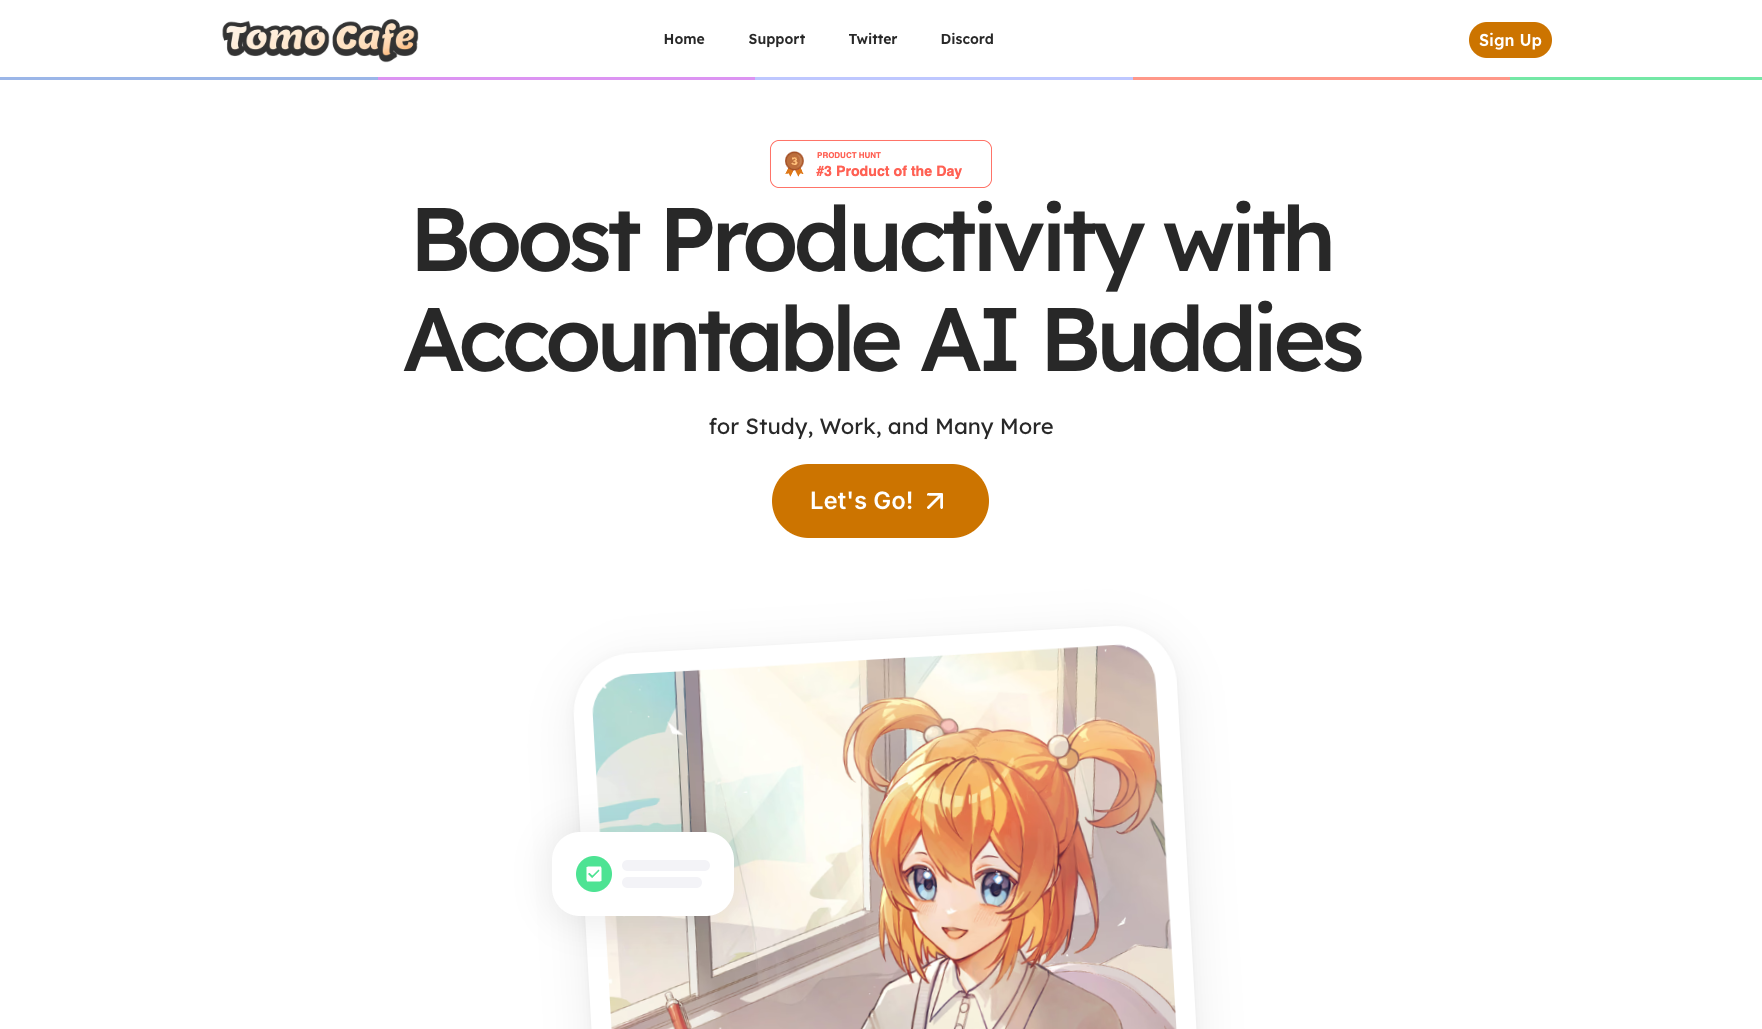 Tomo Cafe
Home
Support
Twitter
Discord
Sign Up
3
PRODUCT HUNT
#3 Product of the Day
Boost Productivity with
Accountable AI Buddies
for Study, Work, and Many More
Let's Go!